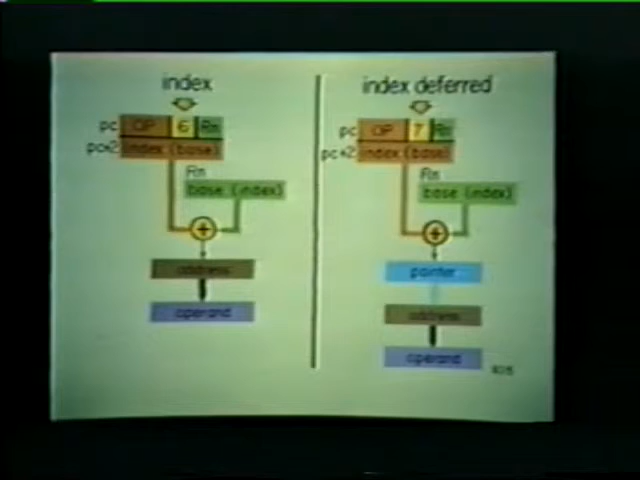 index
pc OP 6 Rn
pc+2 index (base)
Rn
base (index)
+
address
operand
index deferred
pc OP 7 Rn
pc+2 index (base)
Rn
base (index)
+
pointer
address
operand